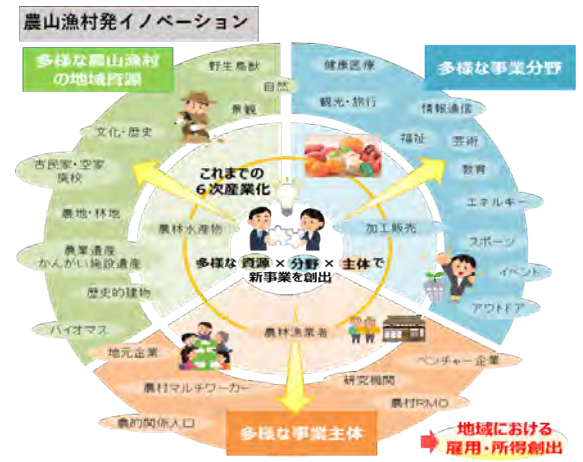 農山漁村発イノベーション
多様な農山漁村
の地域資源
多様な事業分野
野生鳥獣
自然
景観
文化・歴史
古民家・空家
廃校
農地・林地
農業遺産
かんがい施設遺産
歴史的建物
バイオマス
健康医療
観光・旅行
情報通信
福祉
芸術
教育
エネルギー
スポーツ
イベント
アウトドア
これまでの
6次産業化
農林水産物
加工販売
多様な 資源 × 分野 × 主体で
新事業を創出
農林漁業者
地元企業
農村マルチワーカー
農的関係人口
ベンチャー企業
研究機関
農村RMO
多様な事業主体
地域における
雇用・所得創出